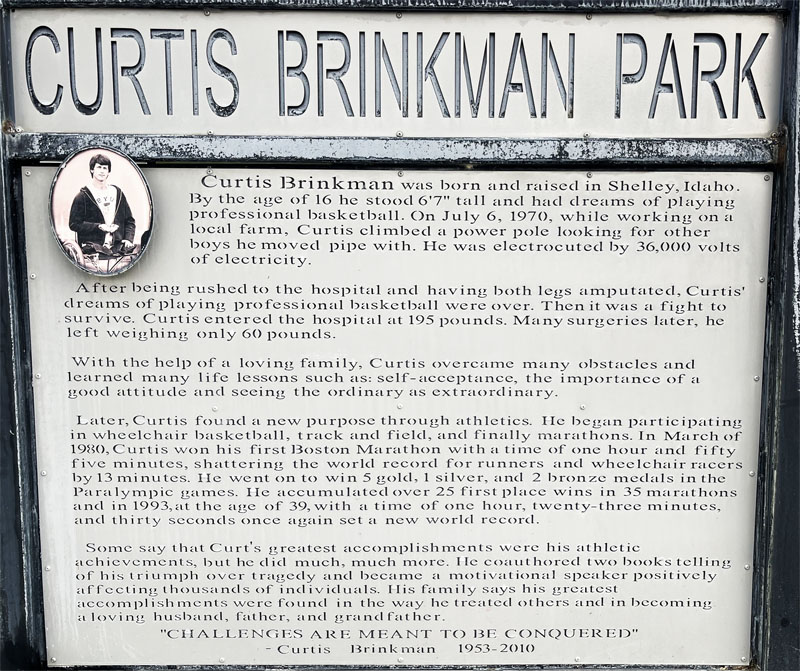 CURTIS BRINKMAN PARK
BYU
Curtis Brinkman was born and raised in Shelley, Idaho.
By the age of 16 he stood 6'7" tall and had dreams of playing
professional basketball. On July 6, 1970, while working on a
local farm, Curtis climbed a power pole looking for other
boys he moved pipe with. He was electrocuted by 36,000 volts
of electricity.
After being rushed to the hospital and having both legs amputated, Curtis'
dreams of playing professional basketball were over. Then it was a fight to
survive. Curtis entered the hospital at 195 pounds. Many surgeries later, he
left weighing only 60 pounds.
With the help of a loving family, Curtis overcame many obstacles and
learned many life lessons such as: self-acceptance, the importance of a
good attitude and seeing the ordinary as extraordinary.
Later, Curtis found a new purpose through athletics. He began participating
in wheelchair basketball, track and field, and finally marathons. In March of
1980, Curtis won his first Boston Marathon with a time of one hour and fifty
five minutes, shattering the world record for runners and wheelchair racers
by 13 minutes. He went on to win 5 gold, 1 silver, and 2 bronze medals in the
Paralympic games. He accumulated over 25 first place wins in 35 marathons
and in 1993, at the age of 39, with a time of one hour, twenty-three minutes,
and thirty seconds once again set a new world record.
Some say that Curt's greatest accomplishments were his athletic
achievements, but he did much, much more. He coauthored two books telling
of his triumph over tragedy and became a motivational speaker positively
affecting thousands of individuals. His family says his greatest
accomplishments were found in the way he treated others and in becoming
a loving husband, father, and grandfather.
"CHALLENGES ARE MEANT TO BE CONQUERED"
- Curtis Brinkman 1953-2010